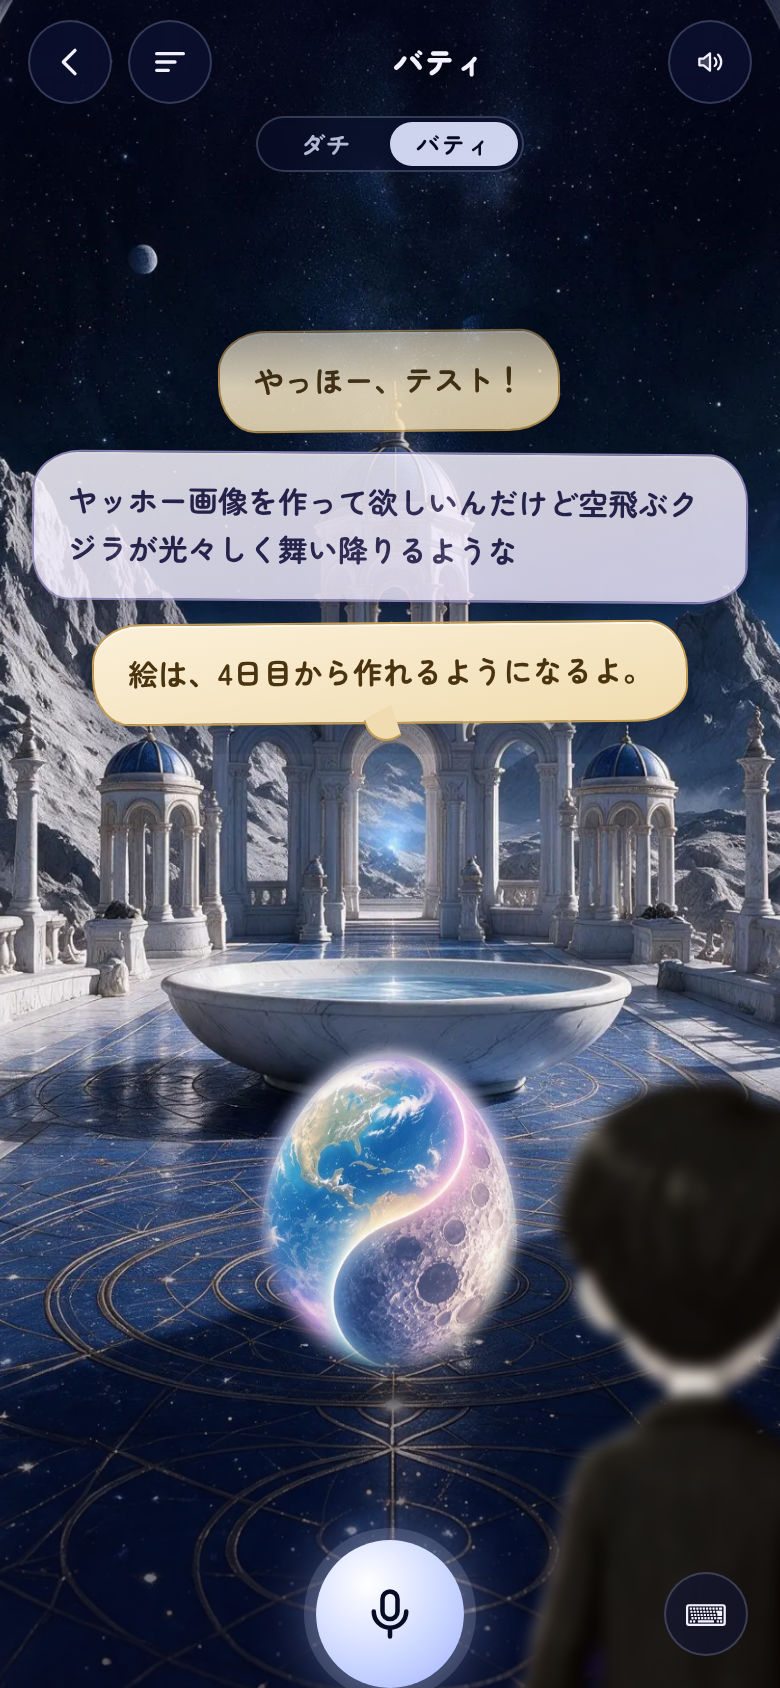 バティ
ダチ
バティ
やっほー、テスト！
ヤッホー画像を作って欲しいんだけど空飛ぶク
ジラが光々しく舞い降りるような
絵は、4日目から作れるようになるよ。